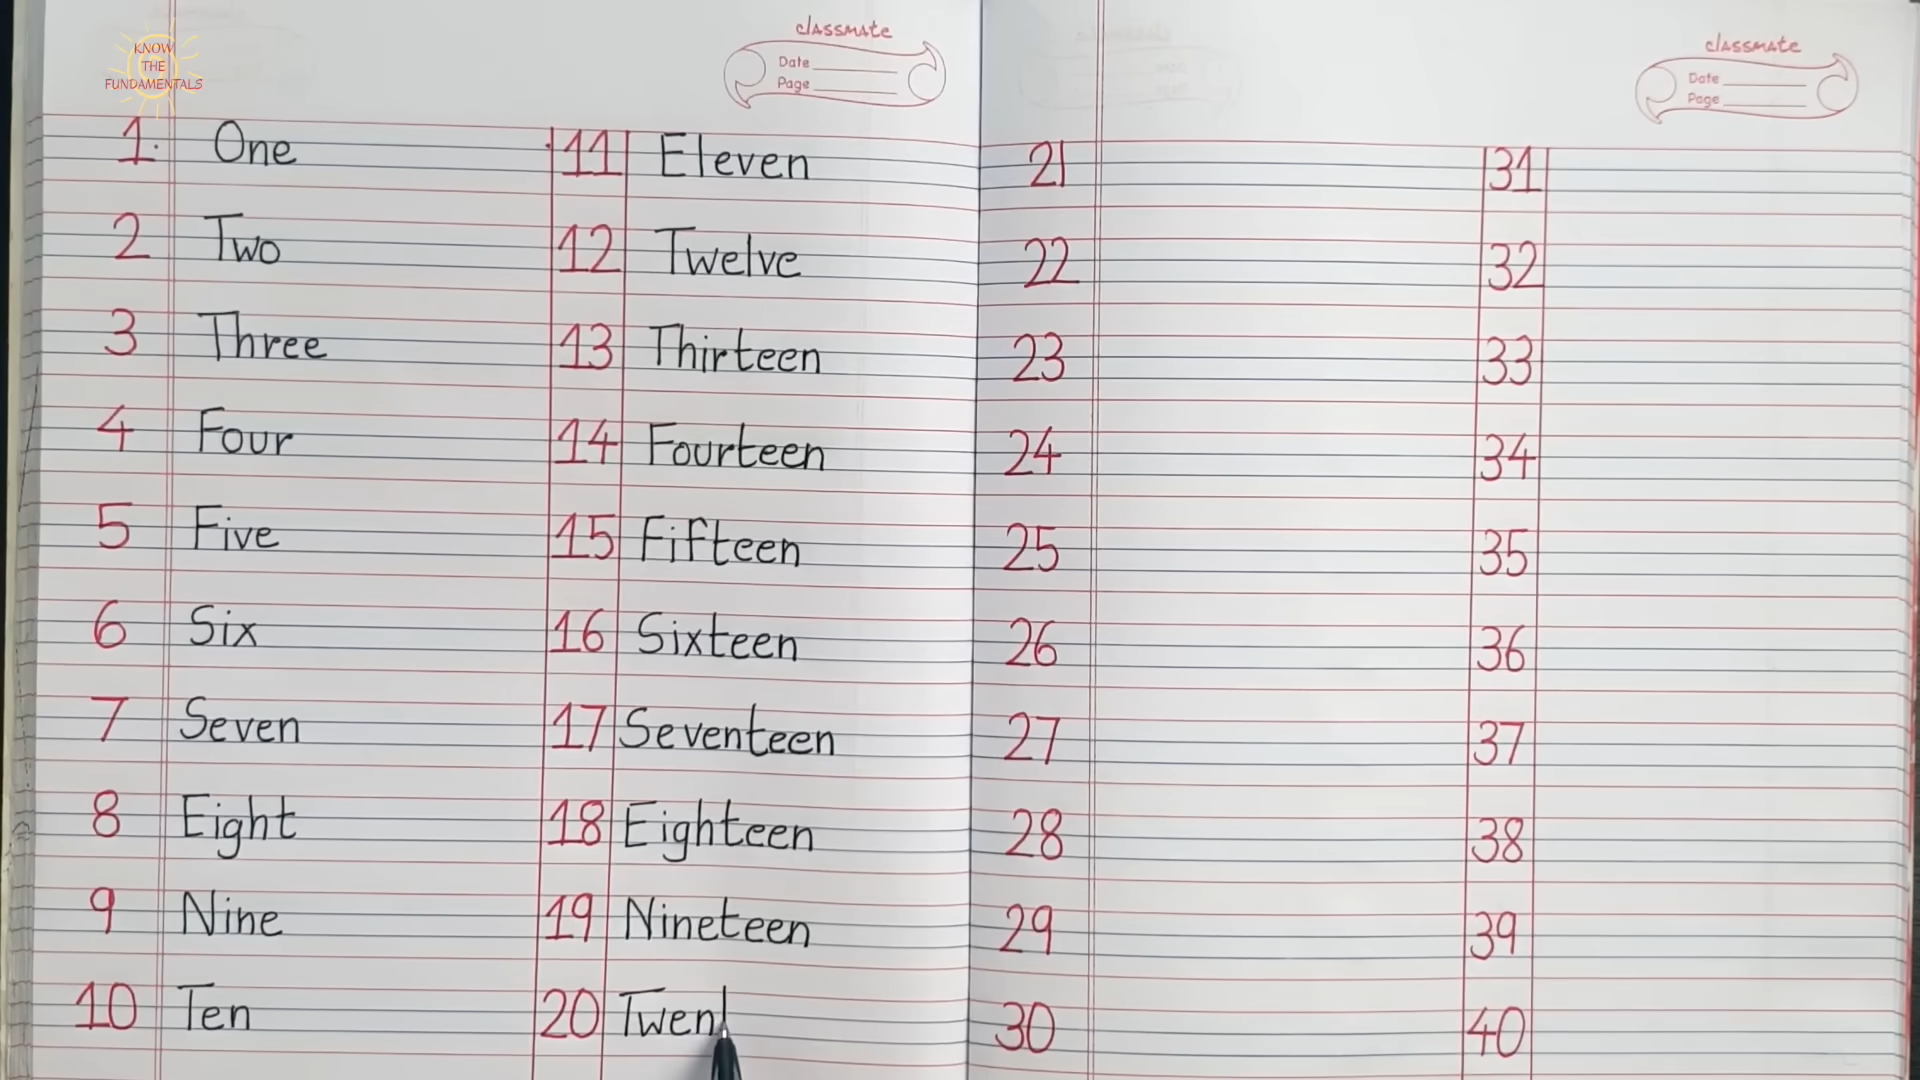 KNOW
THE
FUNDAMENTALS
classmate
Date
Page
classmate
Date
Page
1. One
2 Two
3 Three
4 Four
5 Five
6 Six
7 Seven
8 Eight
9 Nine
10 Ten
11 Eleven
12 Twelve
13 Thirteen
14 Fourteen
15 Fifteen
16 Sixteen
17 Seventeen
18 Eighteen
19 Nineteen
20 Twen
21
22
23
24
25
26
27
28
29
30
31
32
33
34
35
36
37
38
39
40